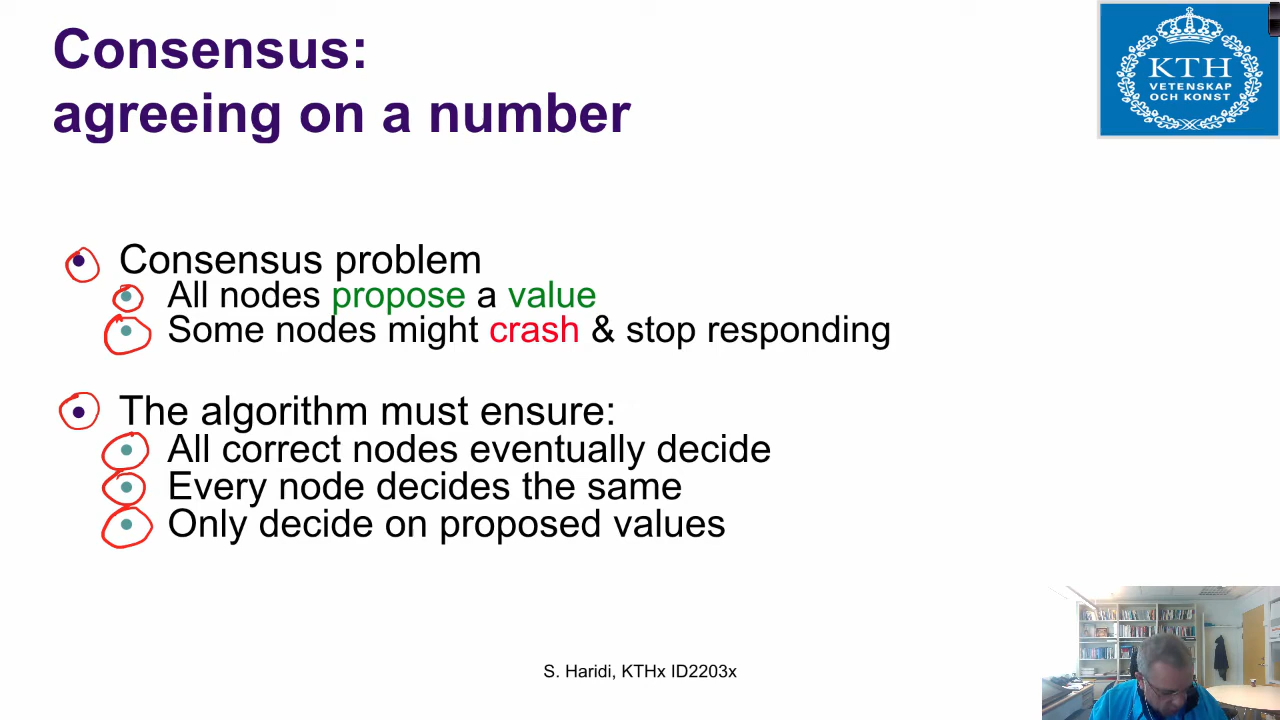 Consensus:
agreeing on a number
KTH
VETENSKAP
OCH KONST
• Consensus problem
• All nodes propose a value
• Some nodes might crash & stop responding
• The algorithm must ensure:
• All correct nodes eventually decide
• Every node decides the same
• Only decide on proposed values
S. Haridi, KTHx ID2203x